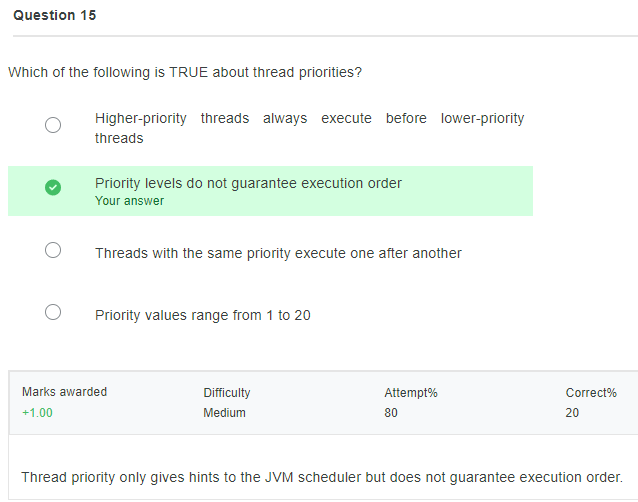 Question 15
Which of the following is TRUE about thread priorities?
Higher-priority threads always execute before lower-priority
threads
Priority levels do not guarantee execution order
Your answer
Threads with the same priority execute one after another
Priority values range from 1 to 20
Marks awarded Difficulty Attempt% Correct%
+1.00 Medium 80 20
Thread priority only gives hints to the JVM scheduler but does not guarantee execution order.